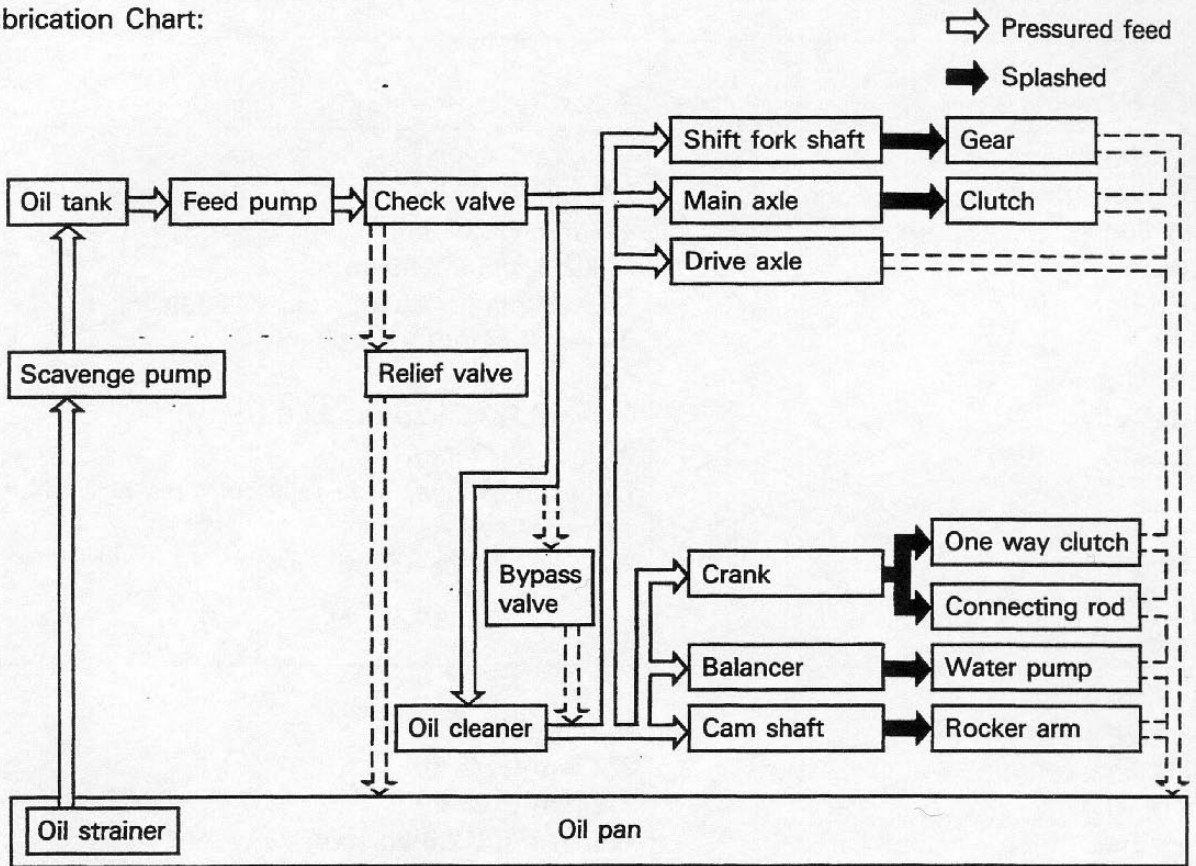 brication Chart:
Pressured feed
Splashed
Shift fork shaft
Gear
Oil tank
Feed pump
Check valve
Main axle
Clutch
Drive axle
Scavenge pump
Relief valve
One way clutch
Bypass
valve
Crank
Connecting rod
Balancer
Water pump
Oil cleaner
Cam shaft
Rocker arm
Oil strainer
Oil pan